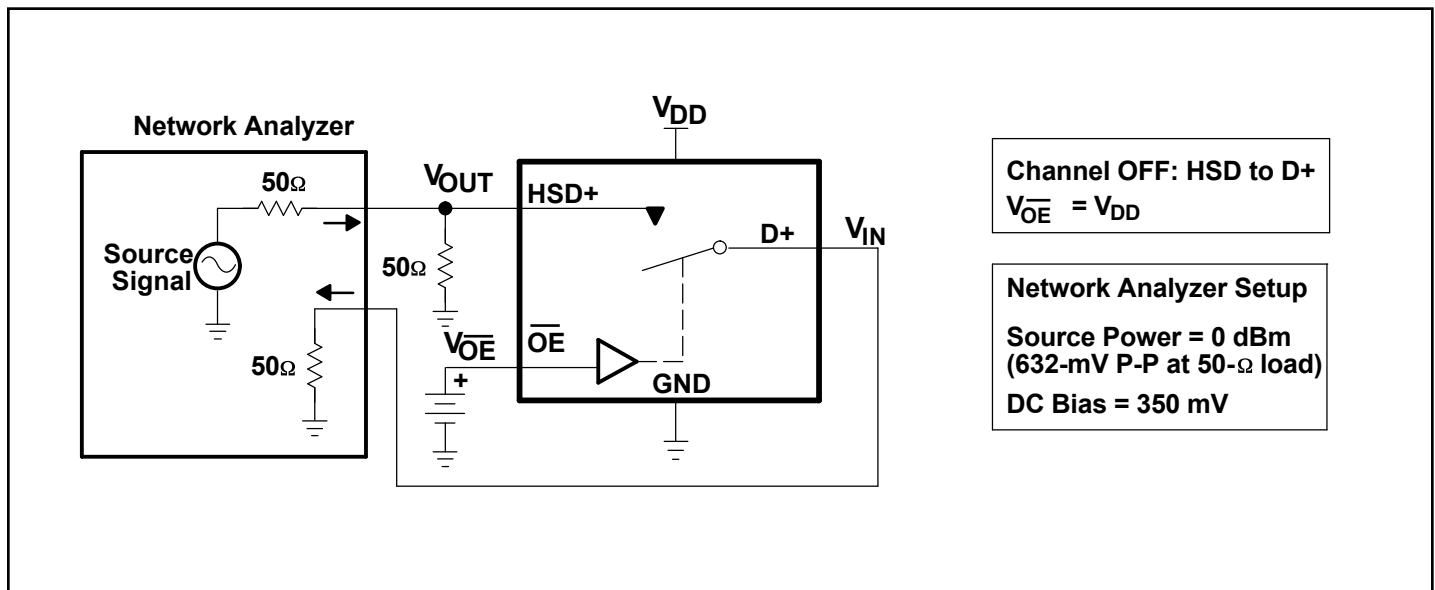 Network Analyzer
50Ω
Source
Signal
50Ω
VOUT
50Ω
VOE
+
VDD
HSD+
D+
VIN
OE
GND
Channel OFF: HSD to D+
VOE = VDD
Network Analyzer Setup
Source Power = 0 dBm
(632-mV P-P at 50-Ω load)
DC Bias = 350 mV